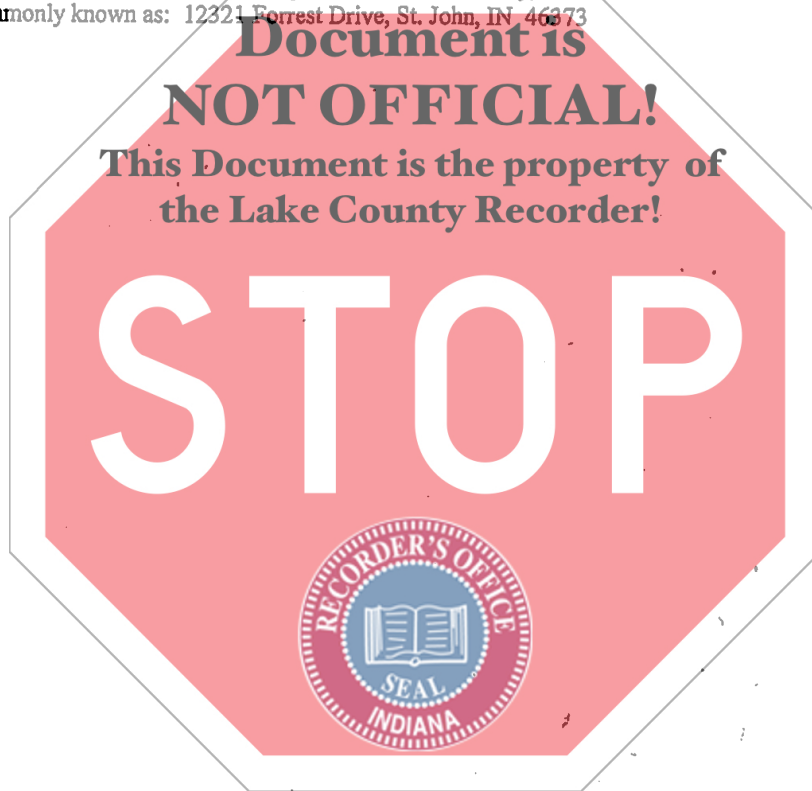 monly known as: 12321 Forrest Drive, St. John, IN 46373
Document is
NOT OFFICIAL!
This Document is the property of
the Lake County Recorder!
STOP
RECORDER'S OFFICE
SEAL
INDIANA